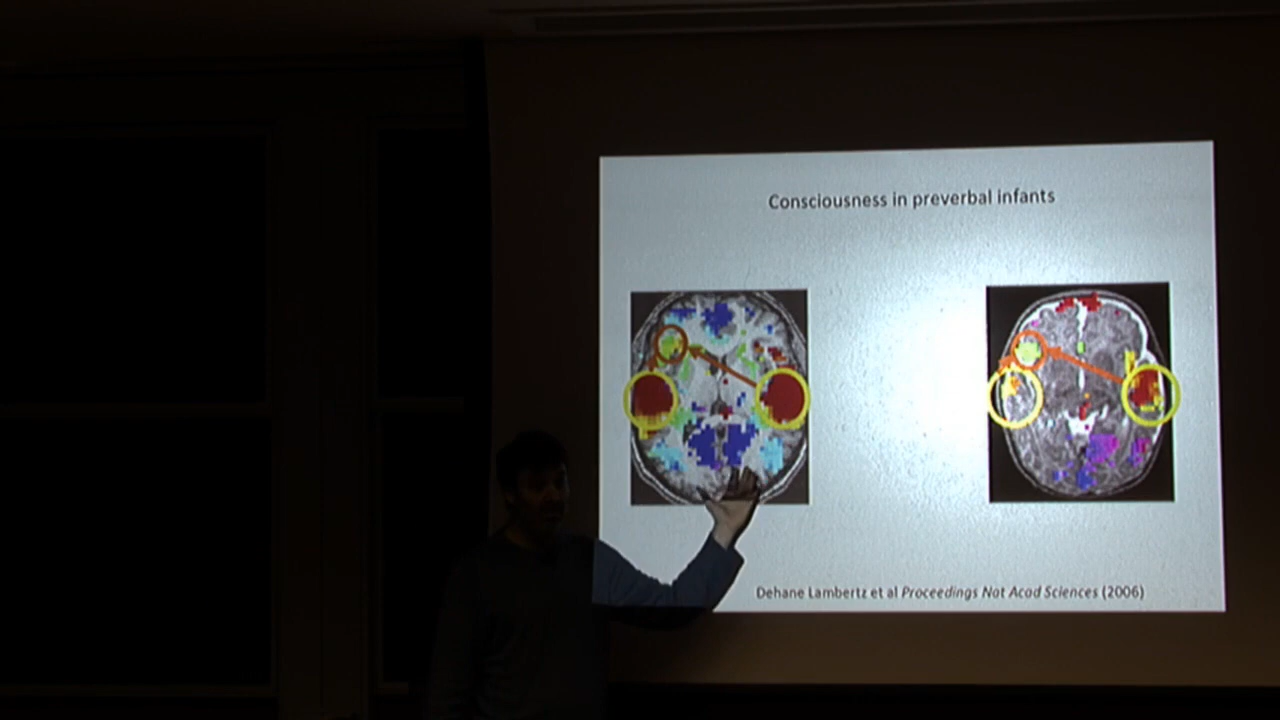 Consciousness in preverbal infants
Dehane Lambertz et al Proceedings Nat Acad Sciences (2006)